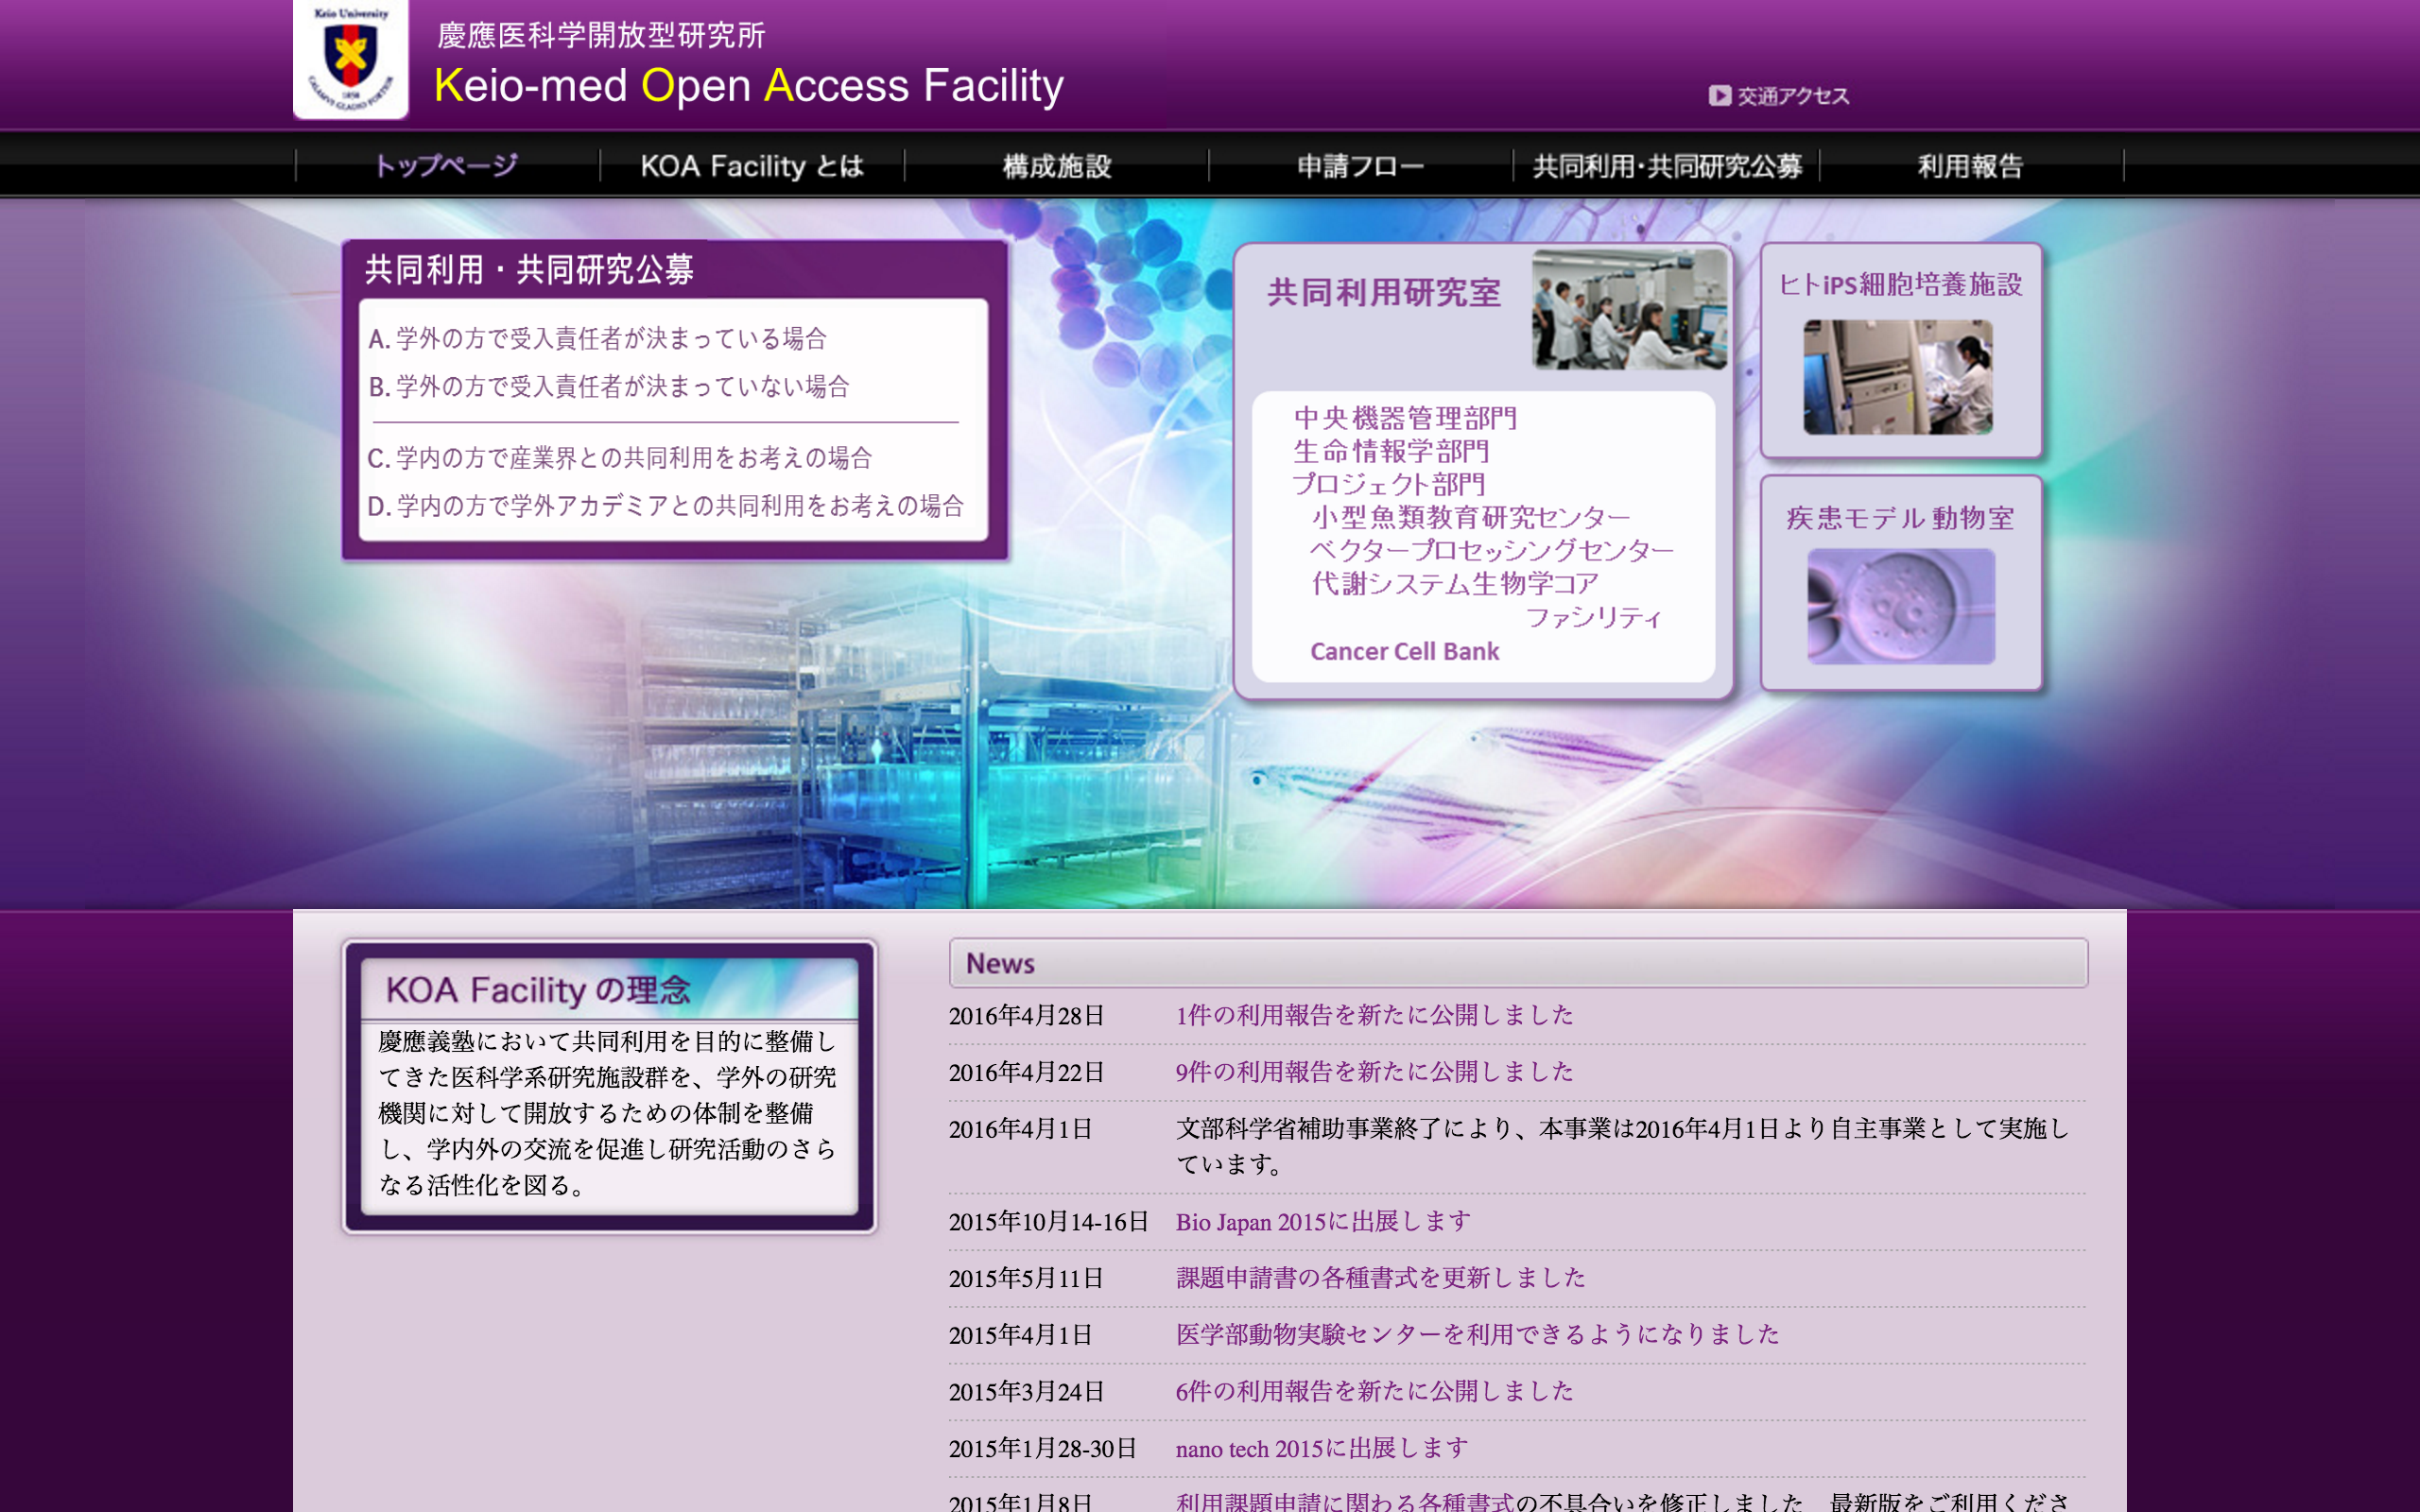 Keio University
1858
慶應医科学開放型研究所
Keio-med Open Access Facility
交通アクセス
トップページ
KOA Facility とは
構成施設
申請フロー
共同利用・共同研究公募
利用報告
共同利用・共同研究公募
A. 学外の方で受入責任者が決まっている場合
B. 学外の方で受入責任者が決まっていない場合
C. 学内の方で産業界との共同利用をお考えの場合
D. 学内の方で学外アカデミアとの共同利用をお考えの場合
共同利用研究室
中央機器管理部門
生命情報学部門
プロジェクト部門
小型魚類教育研究センター
ベクタープロセッシングセンター
代謝システム生物学コア
ファシリティ
Cancer Cell Bank
ヒトiPS細胞培養施設
疾患モデル動物室
KOA Facility の理念
慶應義塾において共同利用を目的に整備し
てきた医科学系研究施設群を、学外の研究
機関に対して開放するための体制を整備
し、学内外の交流を促進し研究活動のさら
なる活性化を図る。
News
2016年4月28日 1件の利用報告を新たに公開しました
2016年4月22日 9件の利用報告を新たに公開しました
2016年4月1日 文部科学省補助事業終了により、本事業は2016年4月1日より自主事業として実施し
ています。
2015年10月14-16日 Bio Japan 2015に出展します
2015年5月11日 課題申請書の各種書式を更新しました
2015年4月1日 医学部動物実験センターを利用できるようになりました
2015年3月24日 6件の利用報告を新たに公開しました
2015年1月28-30日 nano tech 2015に出展します
2015年1月8日 利用課題申請に関わる各種書式の不具合いを修正しました。最新版をご利用くださ